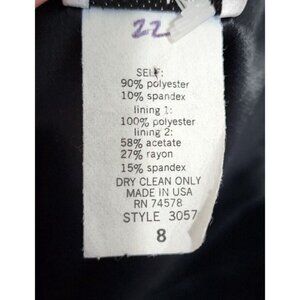 22
SELF:
90% polyester
10% spandex
lining 1:
100% polyester
lining 2:
58% acetate
27% rayon
15% spandex
DRY CLEAN ONLY
MADE IN USA
RN 74578
STYLE 3057
8